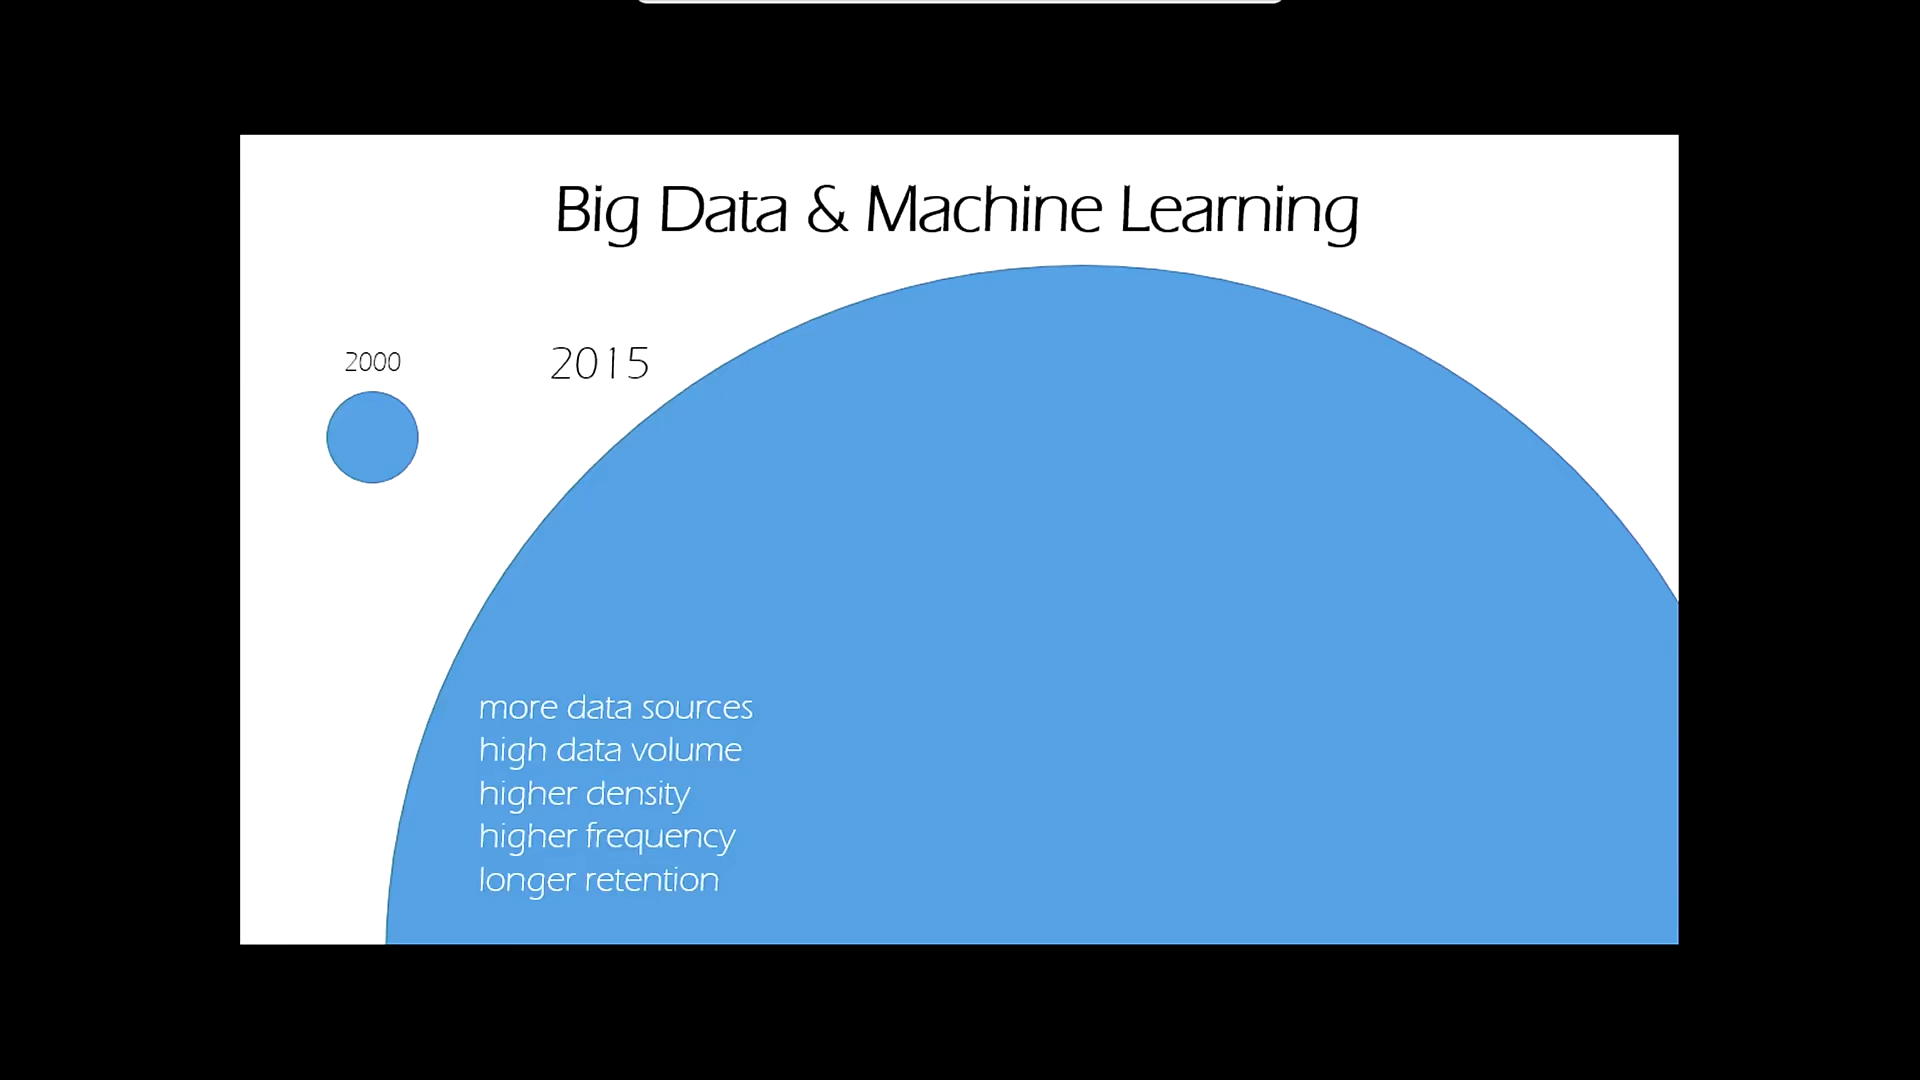 Big Data & Machine Learning
2000
2015
more data sources
high data volume
higher density
higher frequency
longer retention